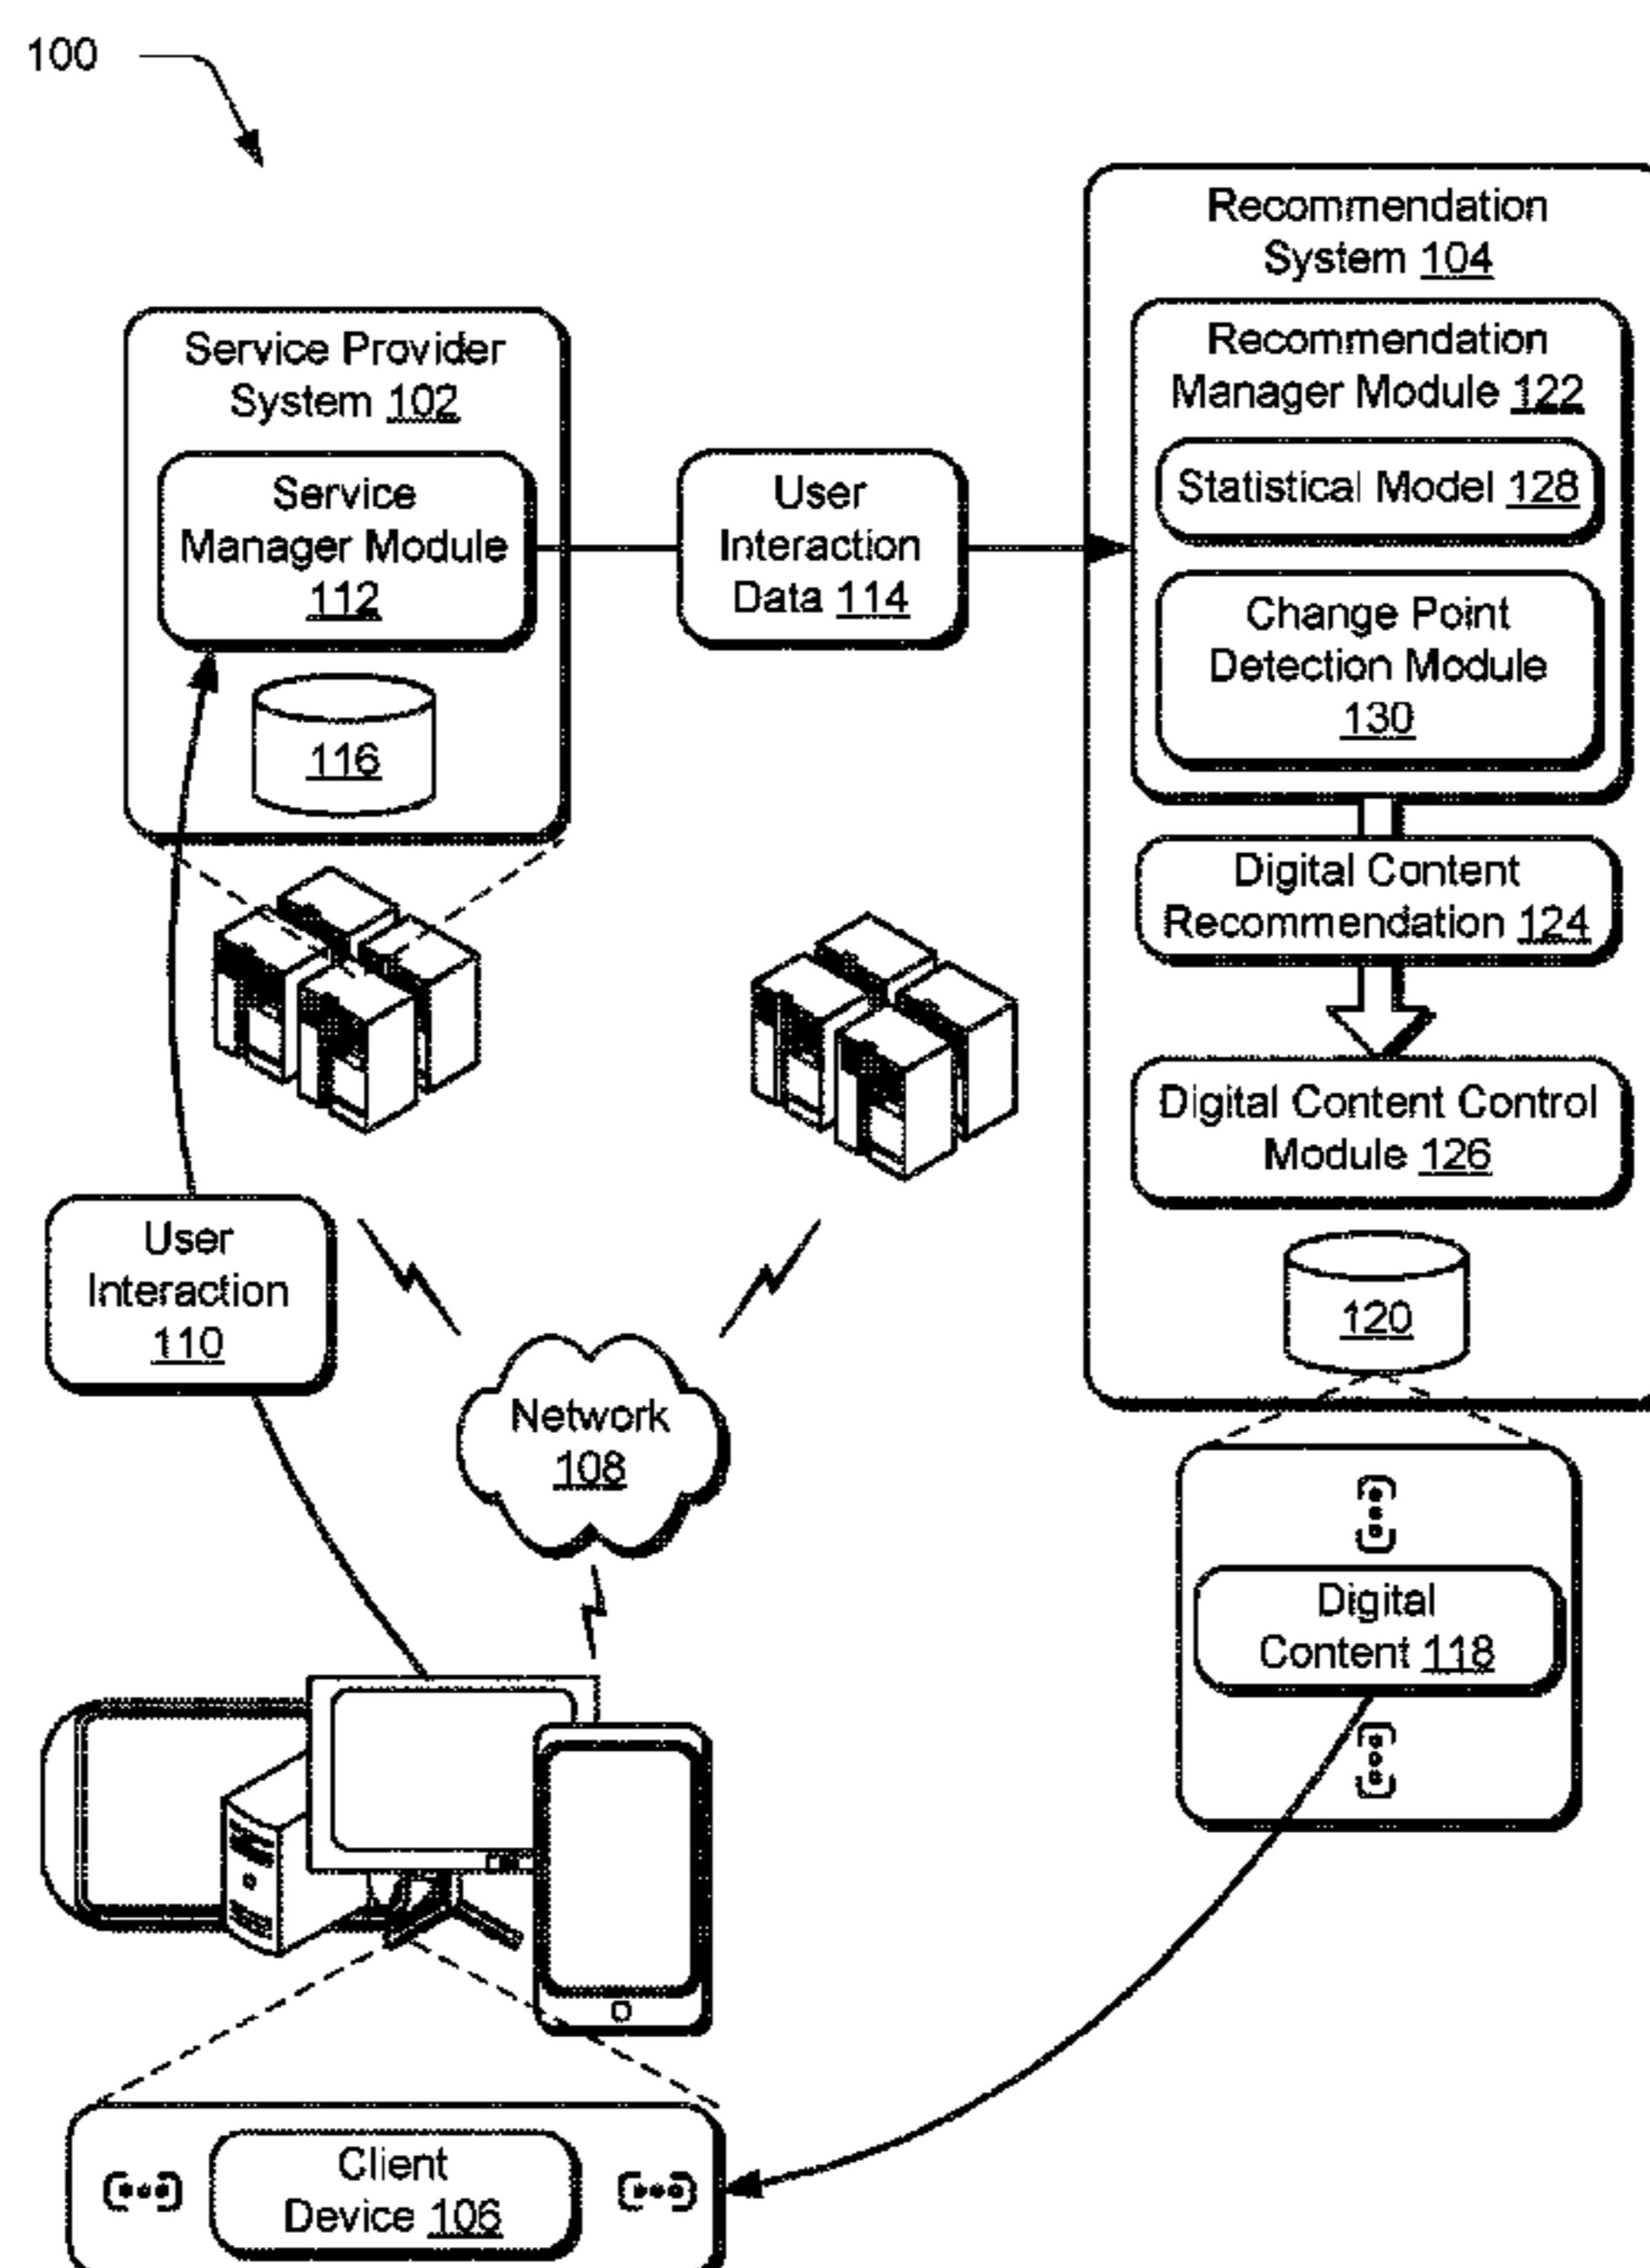 100
Recommendation
System 104
Service Provider
System 102
Recommendation
Manager Module 122
Service
Manager Module
112
User
Interaction
Data 114
Statistical Model 128
Change Point
Detection Module
130
116
Digital Content
Recommendation 124
Digital Content Control
Module 126
User
Interaction
110
120
Network
108
Digital
Content 118
Client
Device 106